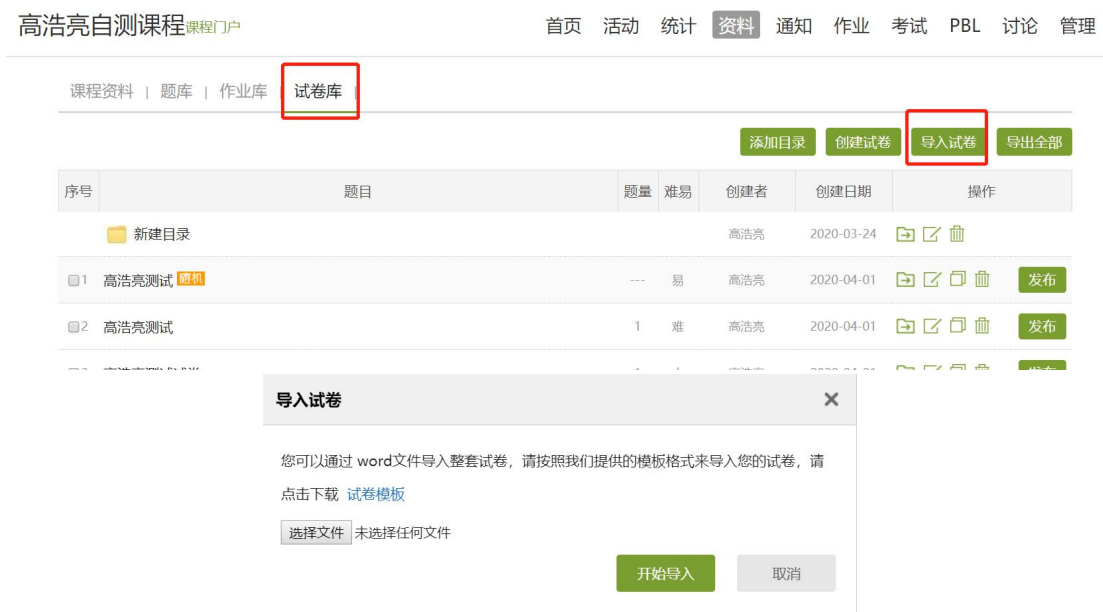 高浩亮自测课程课程门户 首页 活动 统计 资料 通知 作业 考试 PBL 讨论 管理
课程资料 | 题库 | 作业库 | 试卷库 |
添加目录 创建试卷 导入试卷 导出全部
序号 题目 题量 难易 创建者 创建日期 操作
新建目录 高浩亮 2020-03-24
1 高浩亮测试 随机 --- 易 高浩亮 2020-04-01 发布
2 高浩亮测试 1 难 高浩亮 2020-04-01 发布
导入试卷
您可以通过 word文件导入整套试卷，请按照我们提供的模板格式来导入您的试卷，请
点击下载 试卷模板
选择文件 未选择任何文件
开始导入 取消